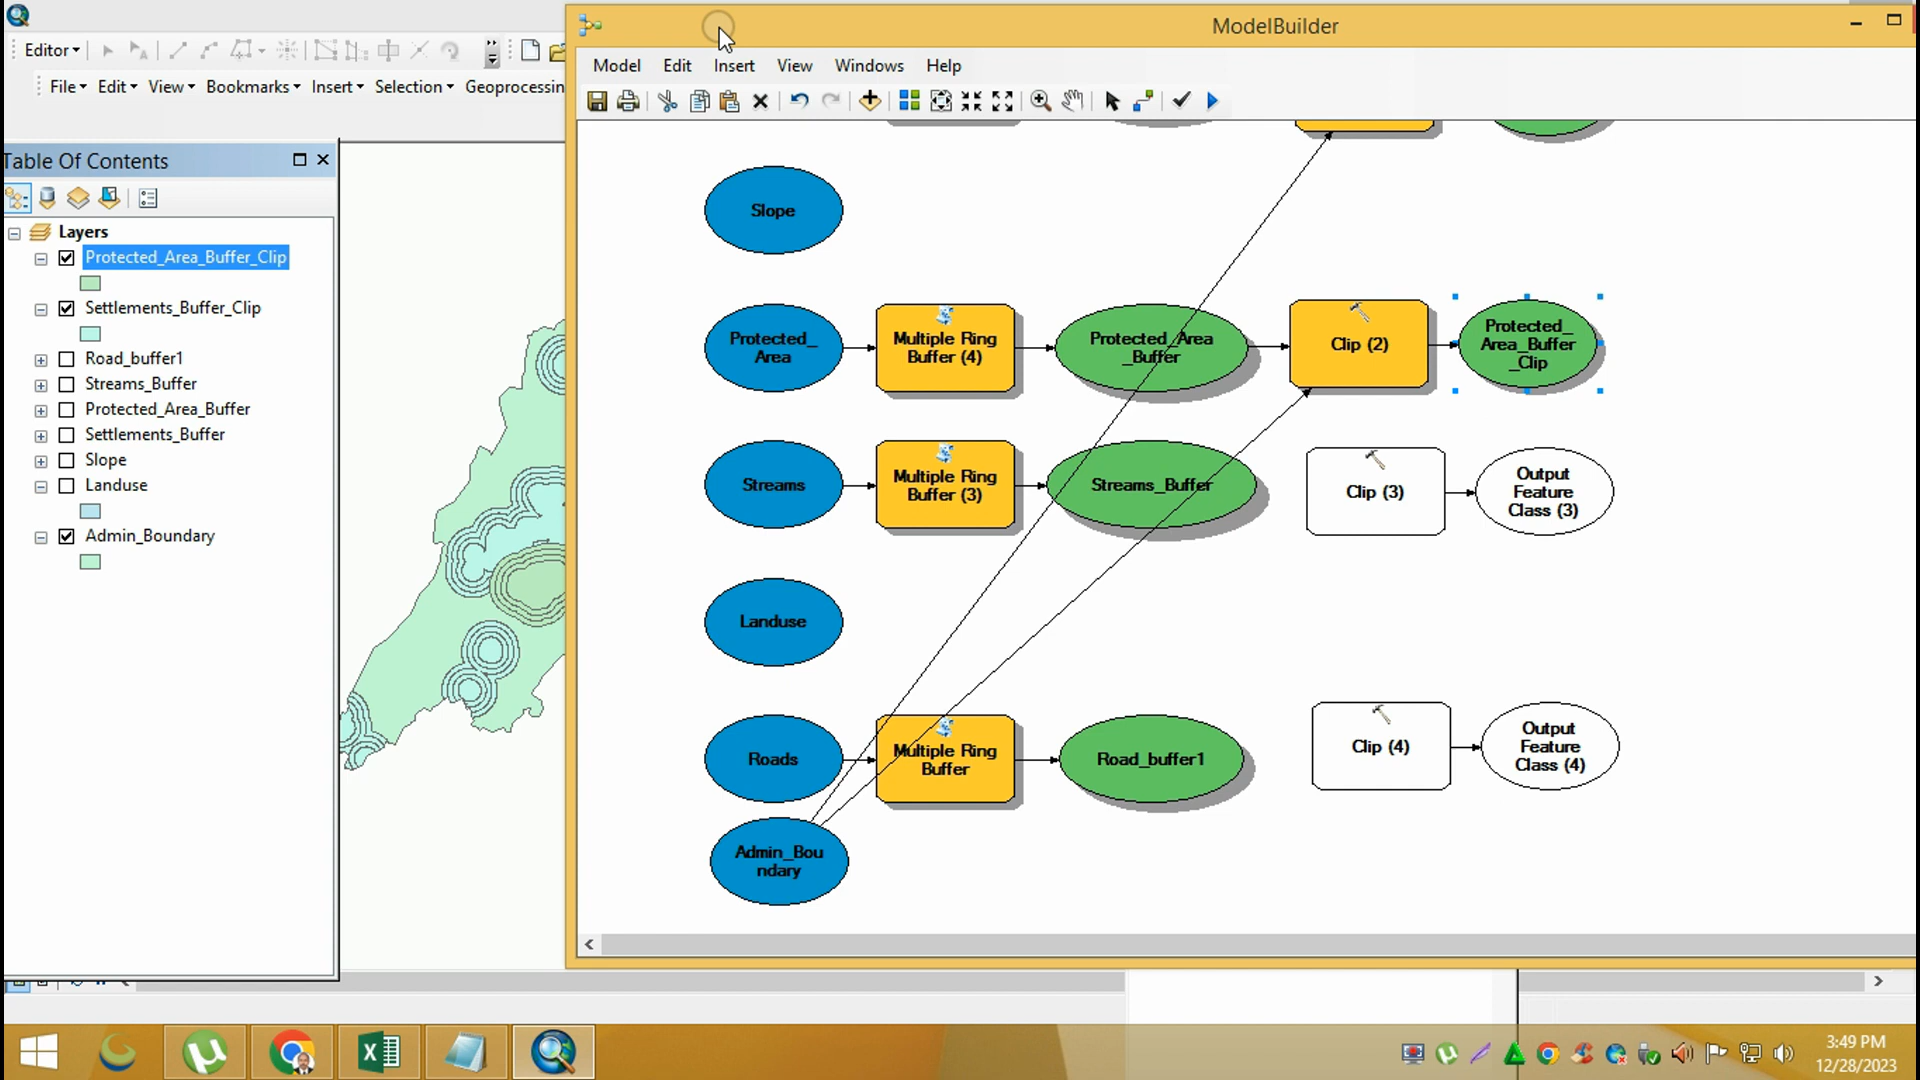 ModelBuilder
Editor
Model Edit Insert View Windows Help
File Edit View Bookmarks Insert Selection Geoprocessin
Table Of Contents
Layers
Protected_Area_Buffer_Clip
Settlements_Buffer_Clip
Road_buffer1
Streams_Buffer
Protected_Area_Buffer
Settlements_Buffer
Slope
Landuse
Admin_Boundary
Slope
Protected_
Area
Multiple Ring
Buffer (4)
Protected_Area
_Buffer
Clip (2)
Protected_
Area_Buffer
_Clip
Streams
Multiple Ring
Buffer (3)
Streams_Buffer
Clip (3)
Output
Feature
Class (3)
Landuse
Roads
Multiple Ring
Buffer
Road_buffer1
Clip (4)
Output
Feature
Class (4)
Admin_Bou
ndary
3:49 PM
12/28/2023